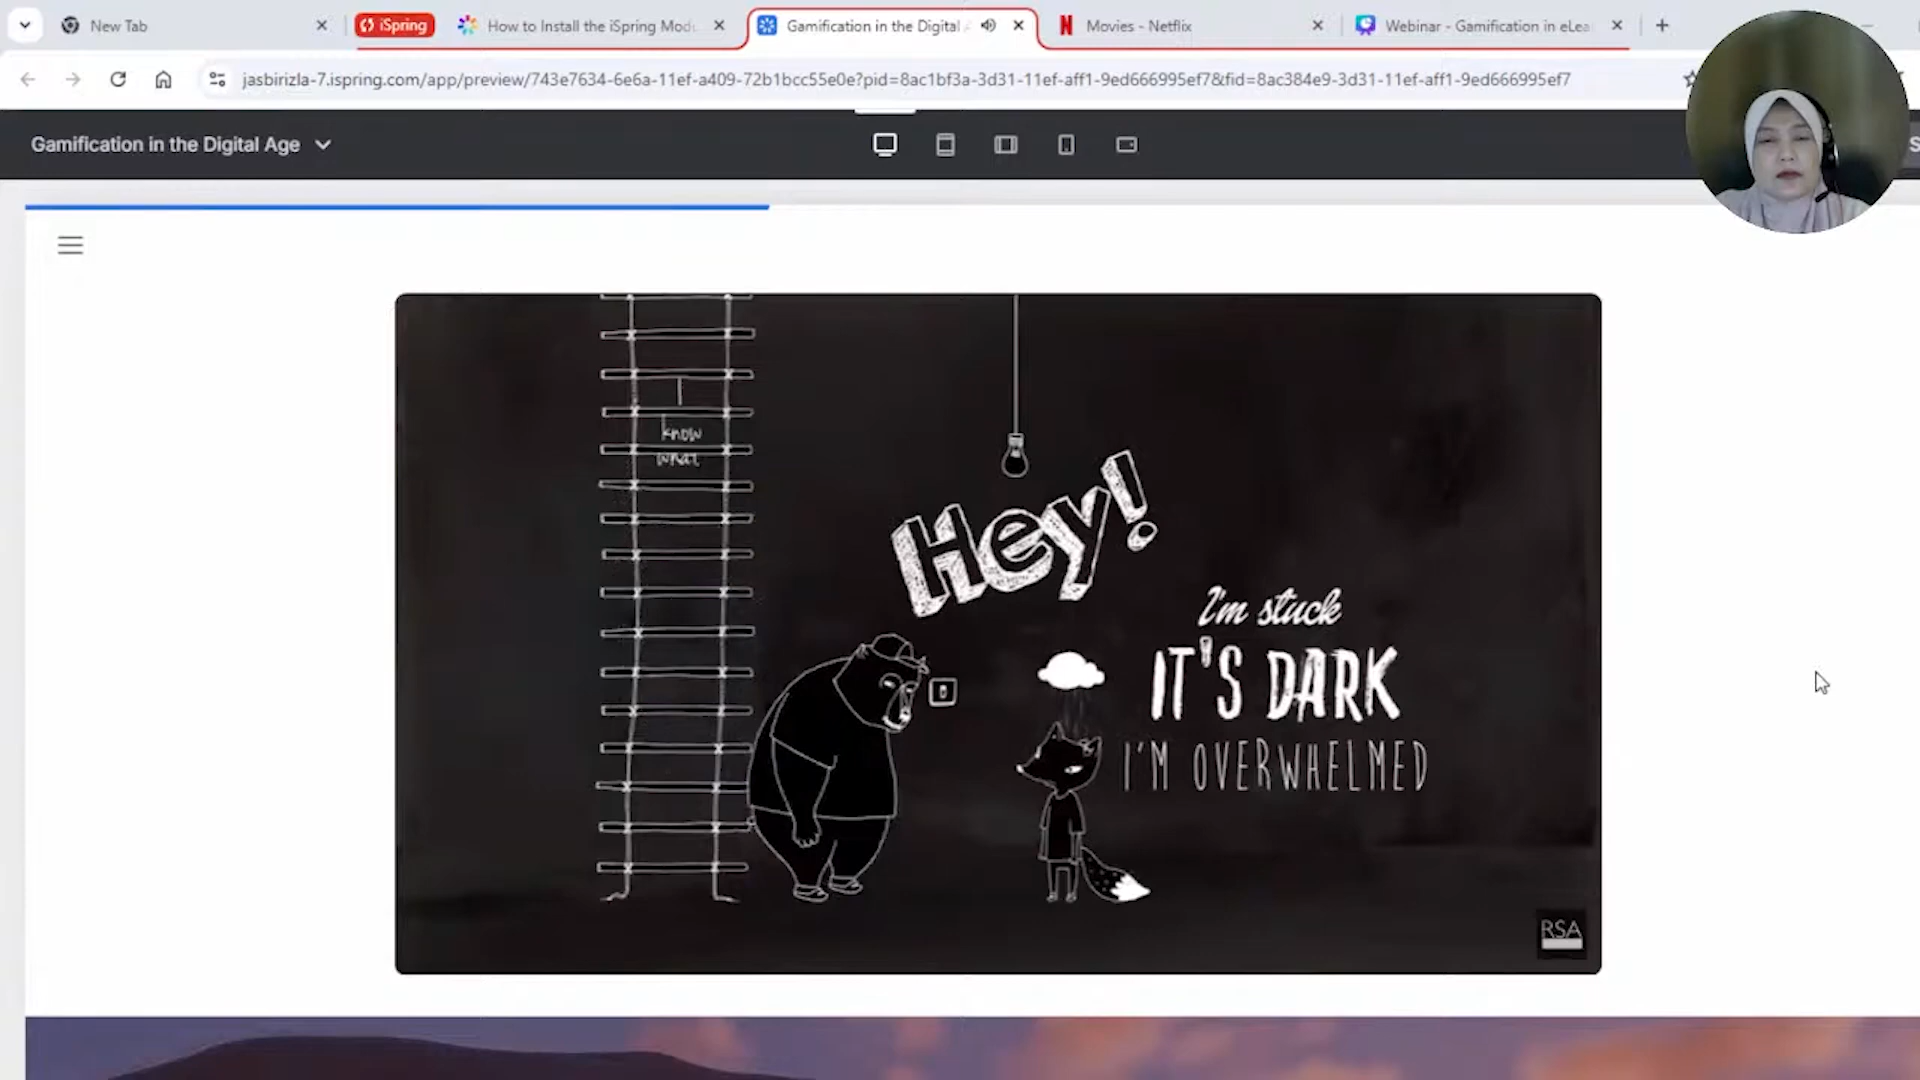 New Tab
iSpring
How to Install the iSpring Mod
Gamification in the Digital
Movies - Netflix
Webinar - Gamification in eLea
jasbirizla-7.ispring.com/app/preview/743e7634-6e6a-11ef-a409-72b1bcc55e0e?pid=8ac1bf3a-3d31-11ef-aff1-9ed666995ef7&fid=8ac384e9-3d31-11ef-aff1-9ed666995ef7
Gamification in the Digital Age
I
know
what
Hey!
I'm stuck
IT'S DARK
I'M OVERWHELMED
RSA